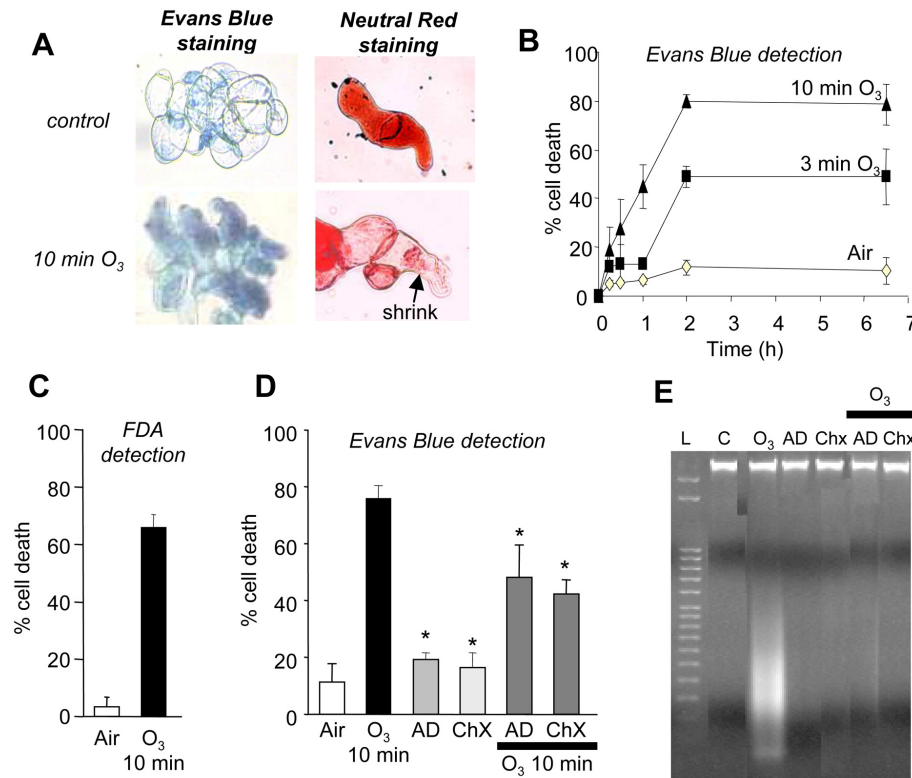 A
Evans Blue
staining
Neutral Red
staining
control
10 min O₃
shrink
B
Evans Blue detection
% cell death
100
80
60
40
20
0
10 min O₃
3 min O₃
Air
0 1 2 3 4 5 6 7
Time (h)
C
FDA
detection
% cell death
100
80
60
40
20
0
Air O₃
10 min
D
Evans Blue detection
% cell death
100
80
60
40
20
0
* * * *
Air O₃ AD ChX AD ChX
10 min
O₃ 10 min
E
O₃
L C O₃ AD Chx AD Chx